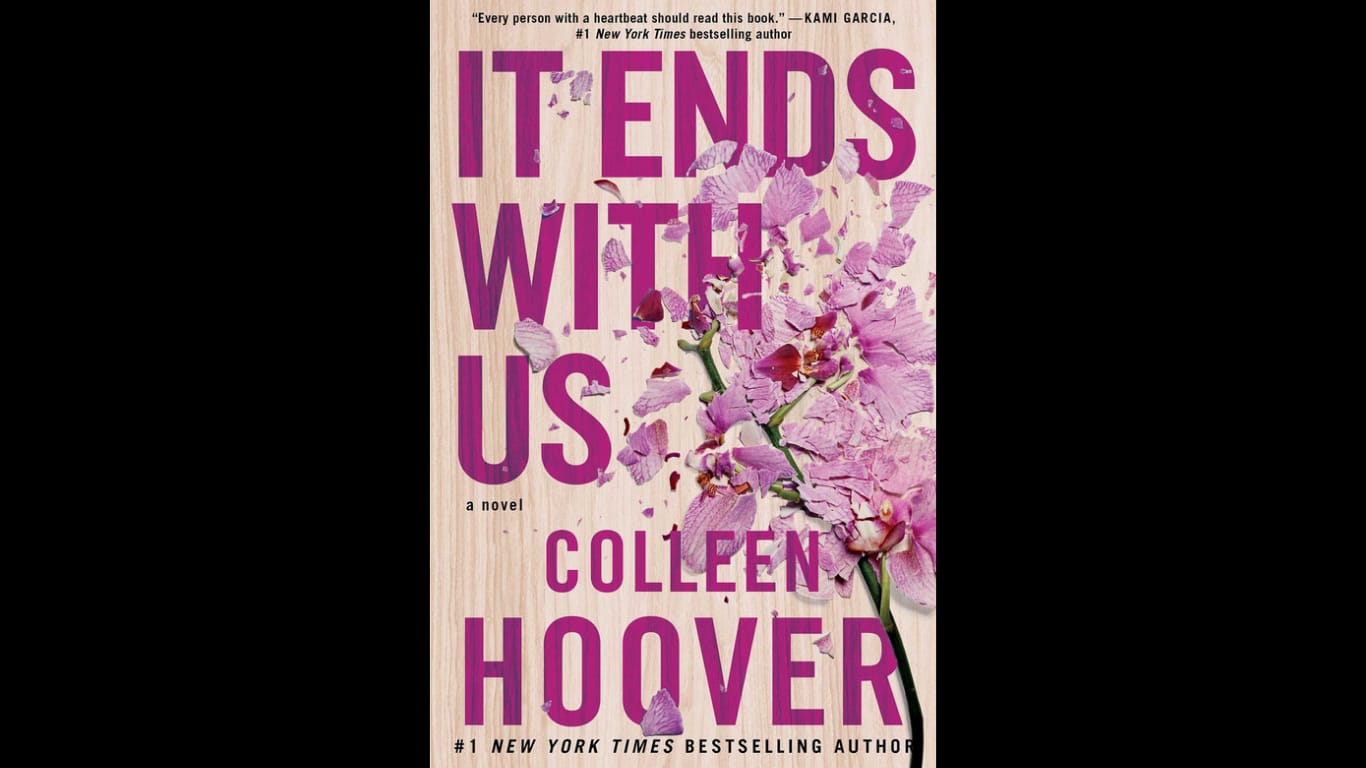 “Every person with a heartbeat should read this book.” —KAMI GARCIA,
#1 New York Times bestselling author
IT ENDS
WITH
US
a novel
COLLEEN
HOOVER
#1 NEW YORK TIMES BESTSELLING AUTHOR